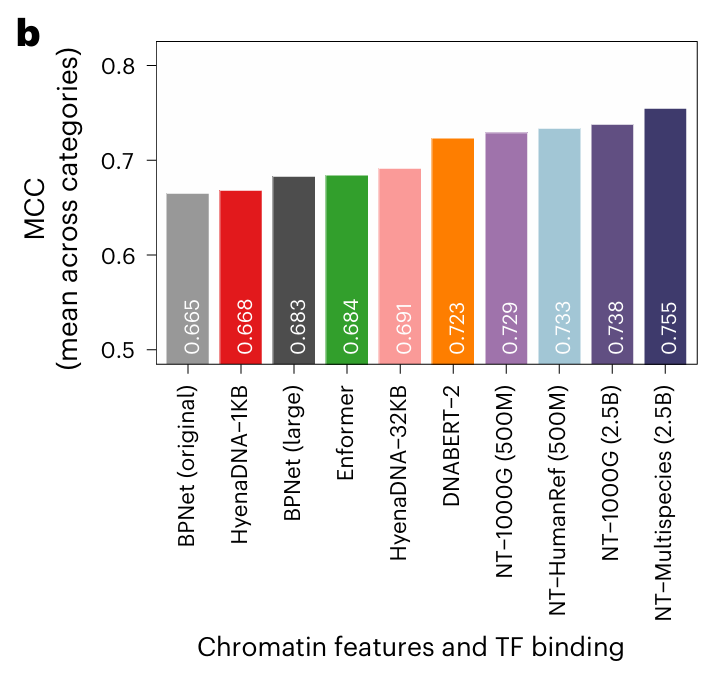 b
MCC
(mean across categories)
0.8
0.7
0.6
0.5
0.665
0.668
0.683
0.684
0.691
0.723
0.729
0.733
0.738
0.755
BPNet (original)
HyenaDNA−1KB
BPNet (large)
Enformer
HyenaDNA−32KB
DNABERT−2
NT−1000G (500M)
NT−HumanRef (500M)
NT−1000G (2.5B)
NT−Multispecies (2.5B)
Chromatin features and TF binding